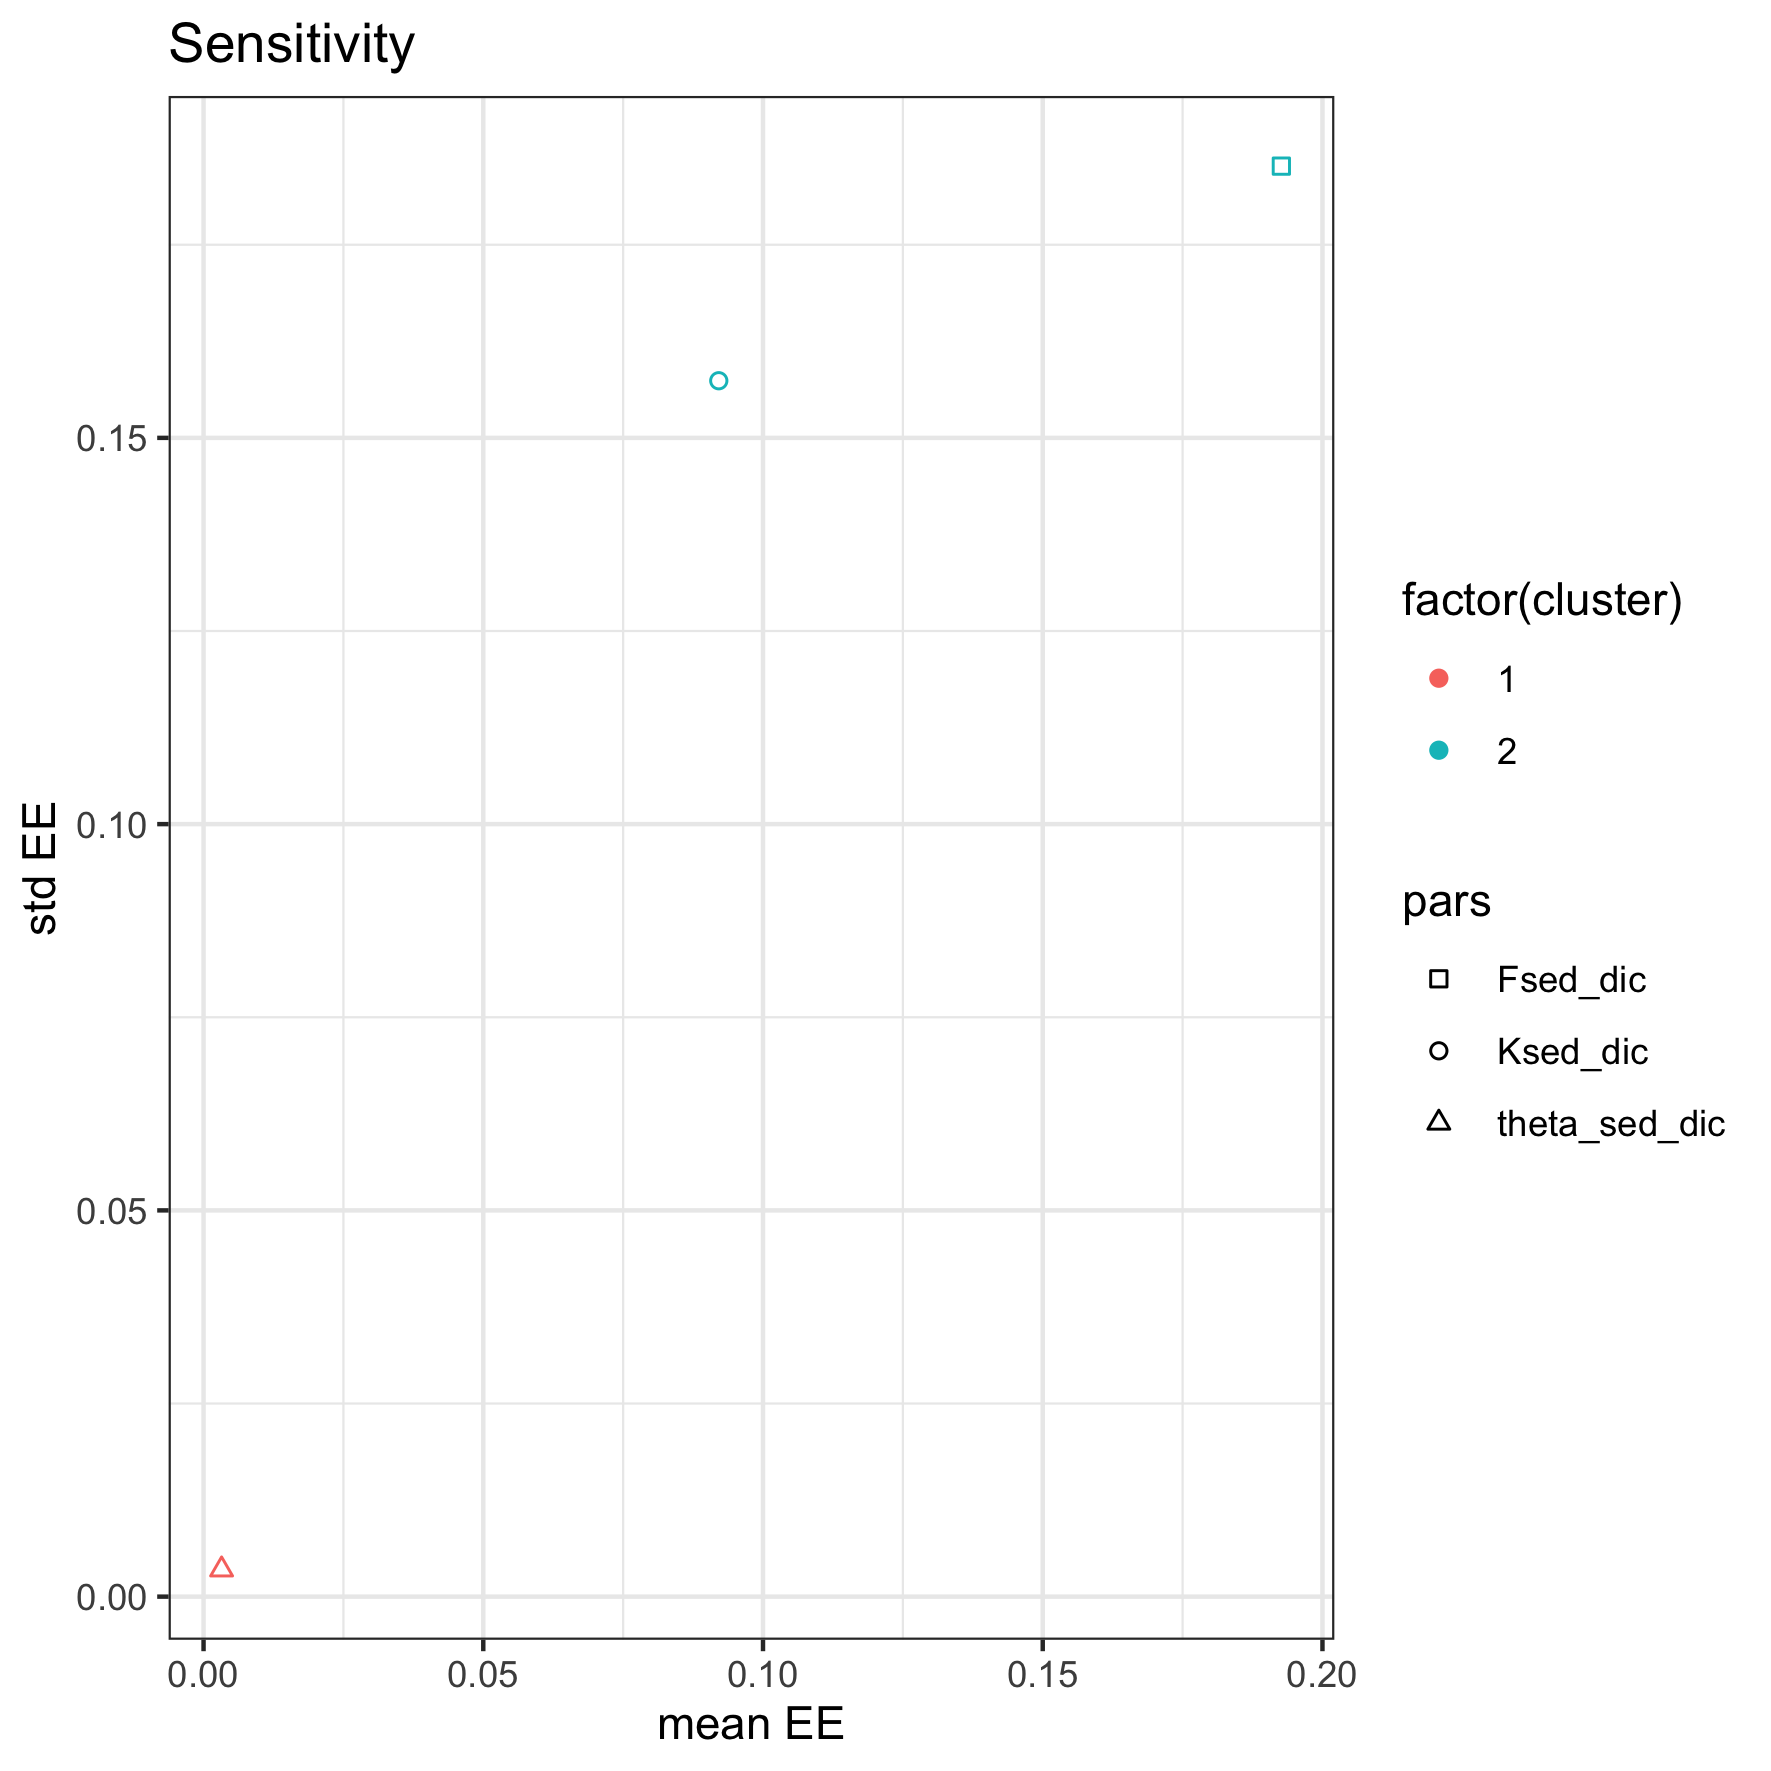 Sensitivity
0.15
0.10
0.05
0.00
std EE
0.00 0.05 0.10 0.15 0.20
mean EE
factor(cluster)
1
2
pars
Fsed_dic
Ksed_dic
theta_sed_dic